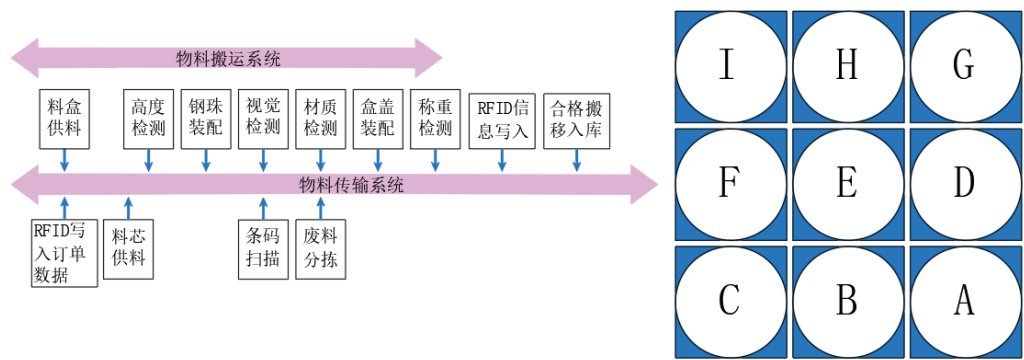 物料搬运系统
料盒
供料
高度
检测
钢珠
装配
视觉
检测
材质
检测
盒盖
装配
称重
检测
RFID信
息写入
合格搬
移入库
物料传输系统
RFID写
入订单
数据
料芯
供料
条码
扫描
废料
分拣
I H G
F E D
C B A